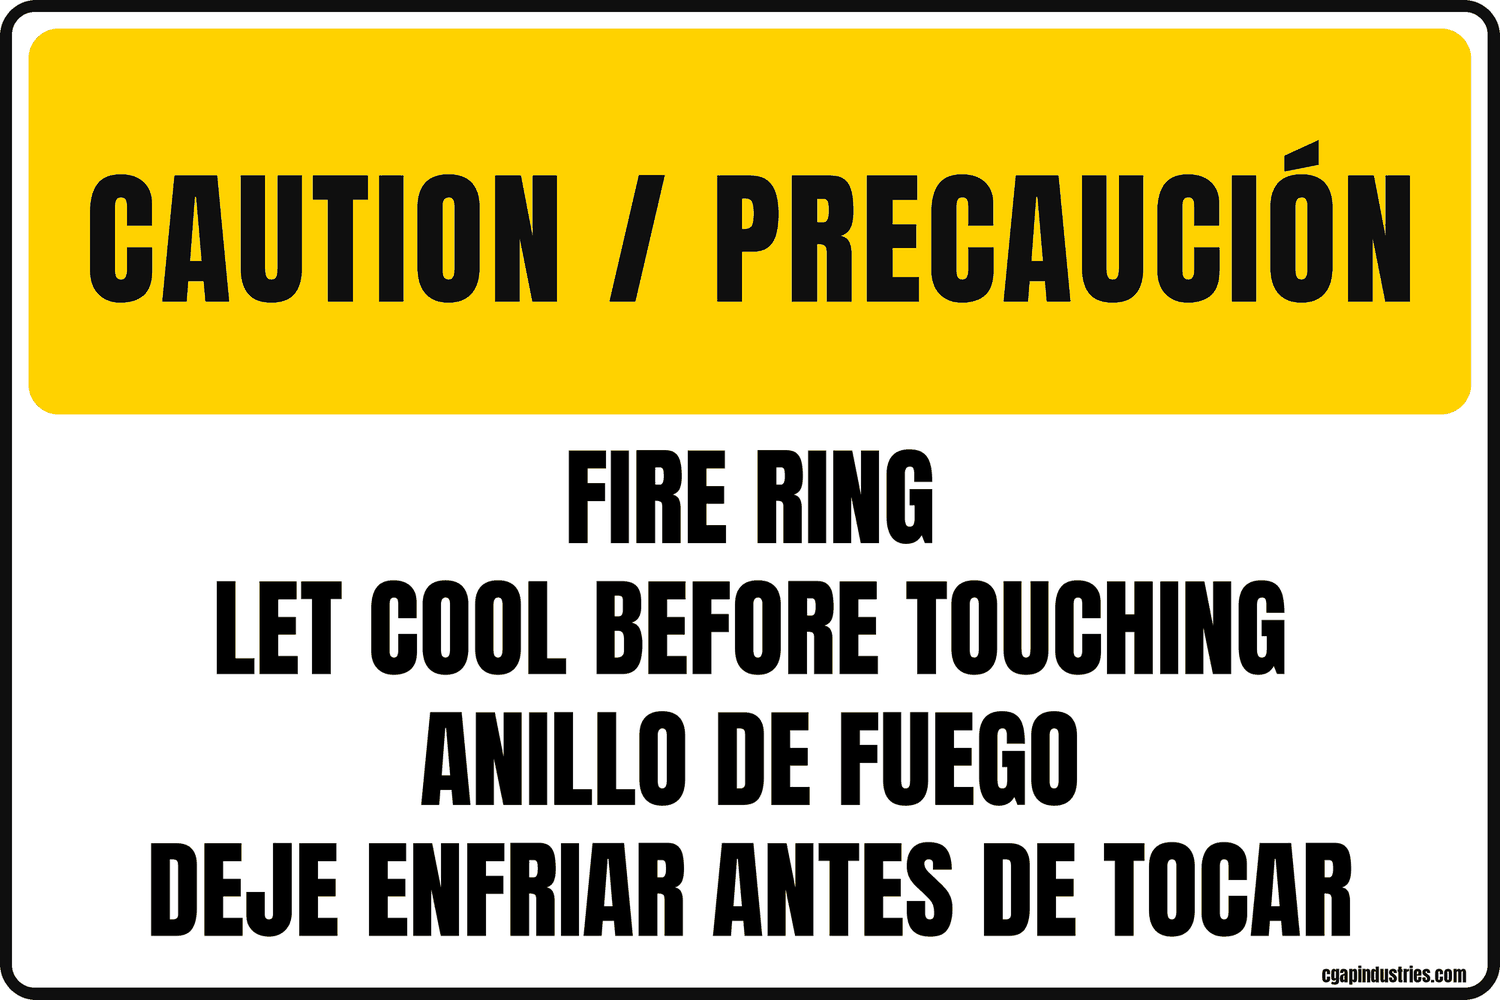 CAUTION / PRECAUCIÓN
FIRE RING
LET COOL BEFORE TOUCHING
ANILLO DE FUEGO
DEJE ENFRIAR ANTES DE TOCAR
cgapindustries.com